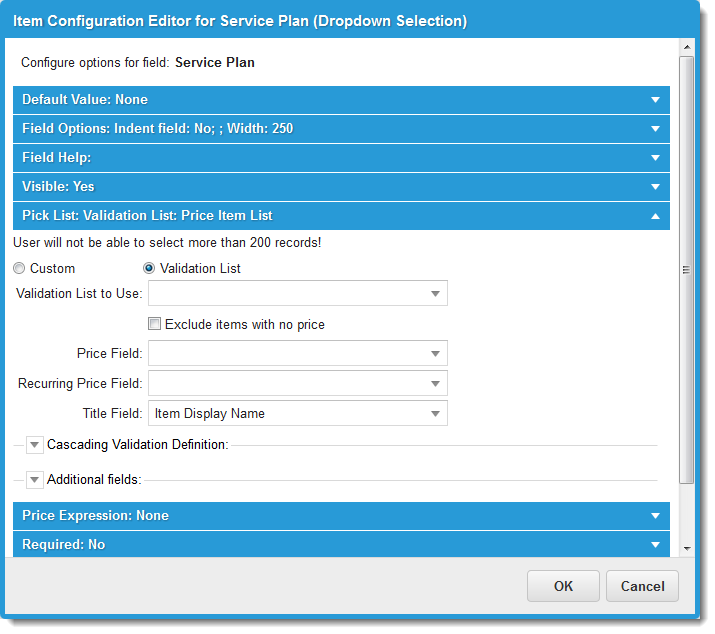 Item Configuration Editor for Service Plan (Dropdown Selection)
Configure options for field: Service Plan
Default Value: None
Field Options: Indent field: No; ; Width: 250
Field Help:
Visible: Yes
Pick List: Validation List: Price Item List
User will not be able to select more than 200 records!
Custom Validation List
Validation List to Use:
Exclude items with no price
Price Field:
Recurring Price Field:
Title Field: Item Display Name
Cascading Validation Definition:
Additional fields:
Price Expression: None
Required: No
OK Cancel